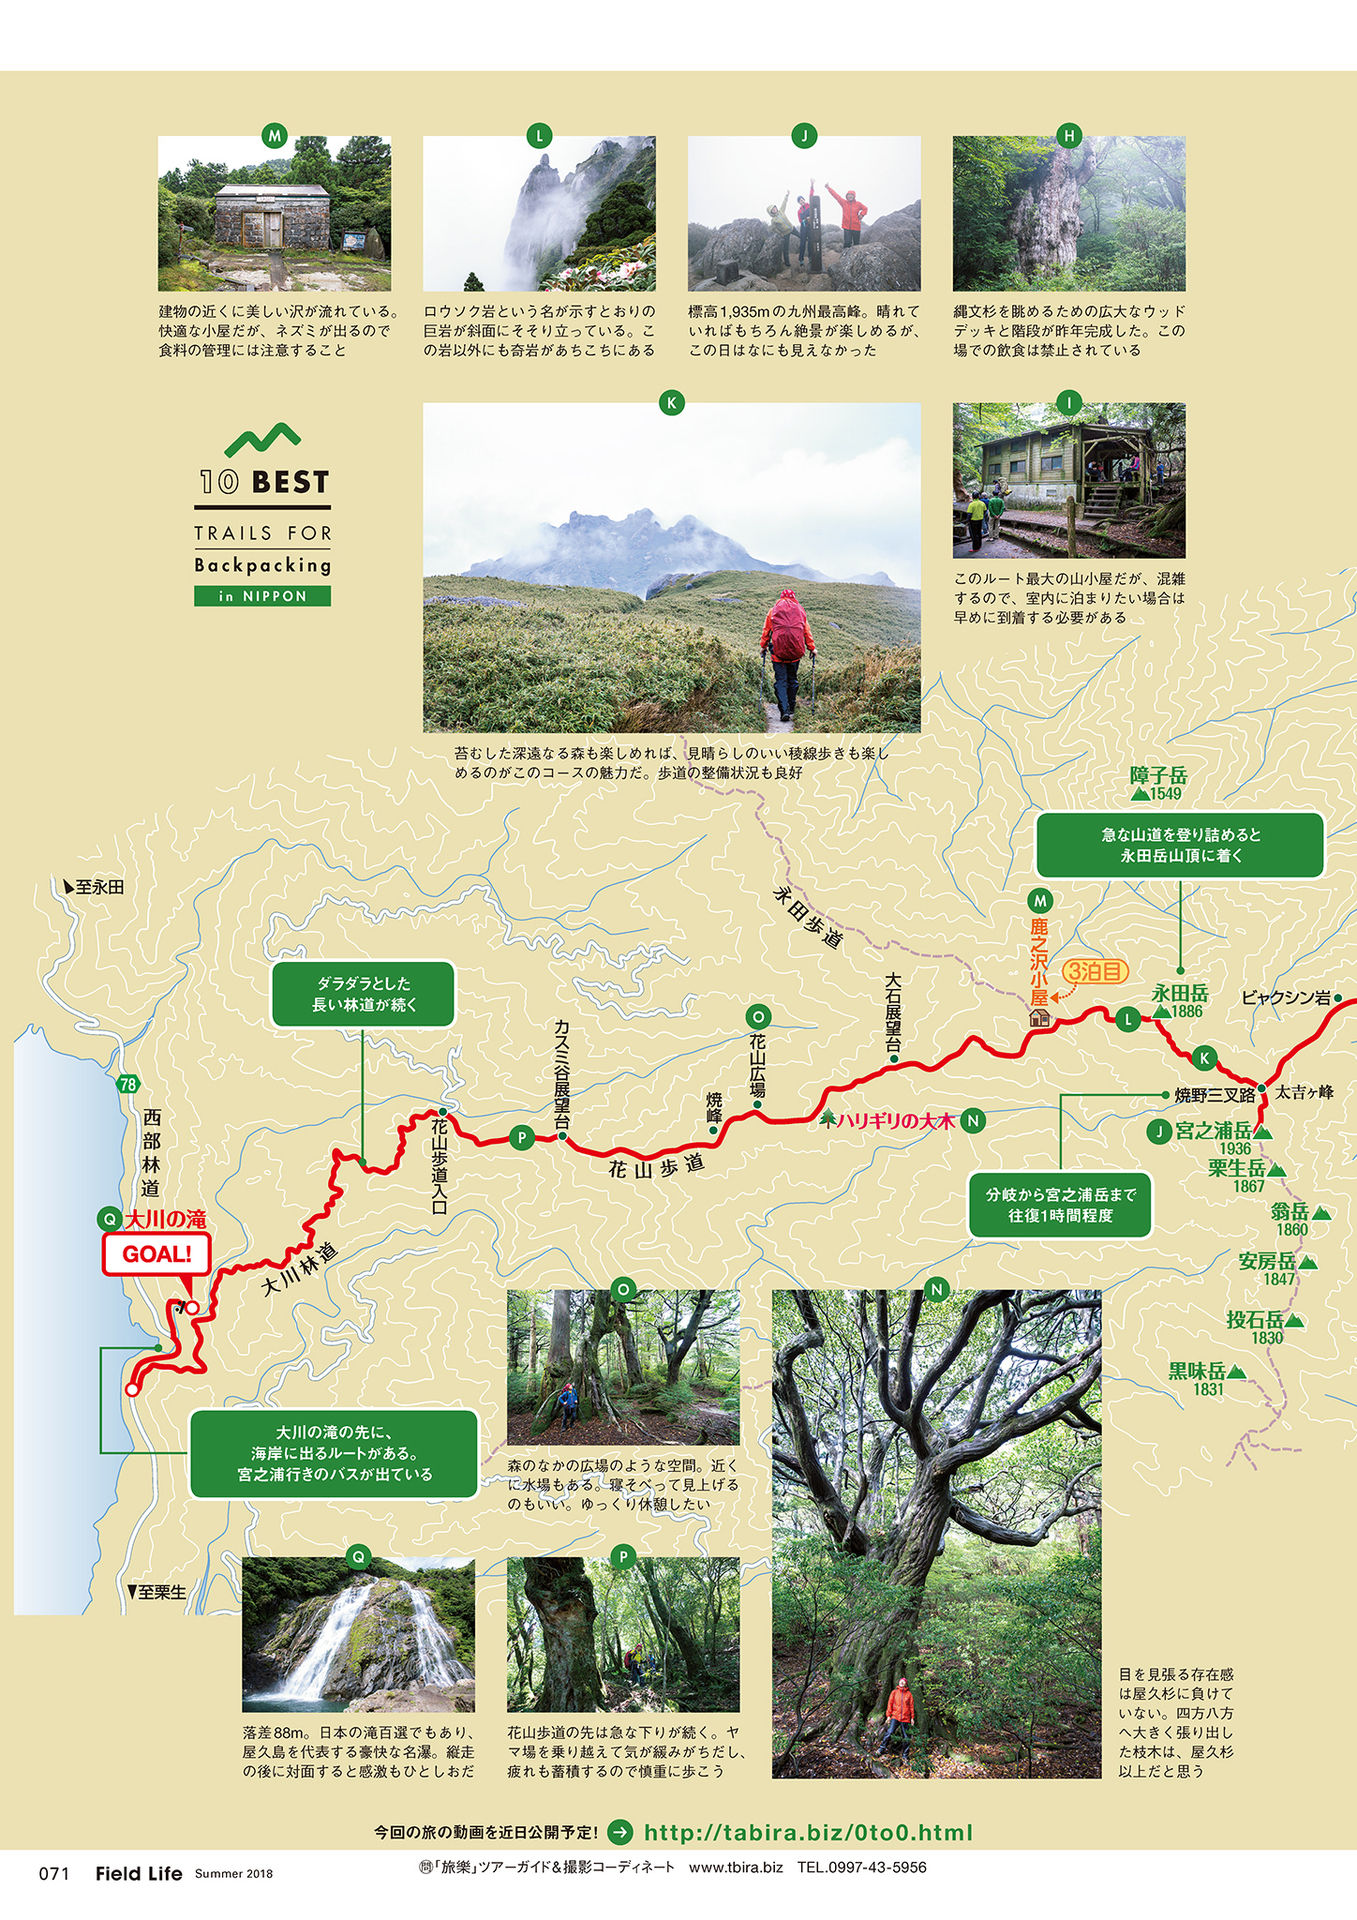 M
建物の近くに美しい沢が流れている。
快適な小屋だが、ネズミが出るので
食料の管理には注意すること
L
ロウソク岩という名が示すとおりの
巨岩が斜面にそそり立っている。こ
の岩以外にも奇岩があちこちにある
J
標高1,935mの九州最高峰。晴れて
いればもちろん絶景が楽しめるが、
この日はなにも見えなかった
H
縄文杉を眺めるための広大なウッド
デッキと階段が昨年完成した。この
場での飲食は禁止されている
10 BEST
TRAILS FOR
Backpacking
in NIPPON
K
苔むした深遠なる森も楽しめれば、見晴らしのいい稜線歩きも楽し
めるのがこのコースの魅力だ。歩道の整備状況も良好
I
このルート最大の山小屋だが、混雑
するので、室内に泊まりたい場合は
早めに到着する必要がある
障子岳
1549
急な山道を登り詰めると
永田岳山頂に着く
至永田
永田歩道
M
鹿之沢小屋
3泊目
大石展望台
永田岳
1886
ビャクシン岩
L
K
ダラダラとした
長い林道が続く
カスミ谷展望台
O
花山広場
焼峰
ハリギリの大木
N
焼野三叉路
太吉ヶ峰
J
宮之浦岳
1936
栗生岳
1867
翁岳
1860
安房岳
1847
投石岳
1830
黒味岳
1831
分岐から宮之浦岳まで
往復1時間程度
78
西部林道
花山歩道入口
P
花山歩道
Q
大川の滝
GOAL!
大川林道
大川の滝の先に、
海岸に出るルートがある。
宮之浦行きのバスが出ている
至栗生
O
森のなかの広場のような空間。近く
に水場もある。寝そべって見上げる
のもいい。ゆっくり休憩したい
N
目を見張る存在感
は屋久杉に負けて
いない。四方八方
へ大きく張り出し
た枝木は、屋久杉
以上だと思う
Q
落差88m。日本の滝百選でもあり、
屋久島を代表する豪快な名瀑。縦走
の後に対面すると感激もひとしおだ
P
花山歩道の先は急な下りが続く。ヤ
マ場を乗り越えて気が緩みがちだし、
疲れも蓄積するので慎重に歩こう
今回の旅の動画を近日公開予定! → http://tabira.biz/0to0.html
071 Field Life Summer 2018
㉄「旅樂」ツアーガイド&撮影コーディネート www.tbira.biz TEL.0997-43-5956